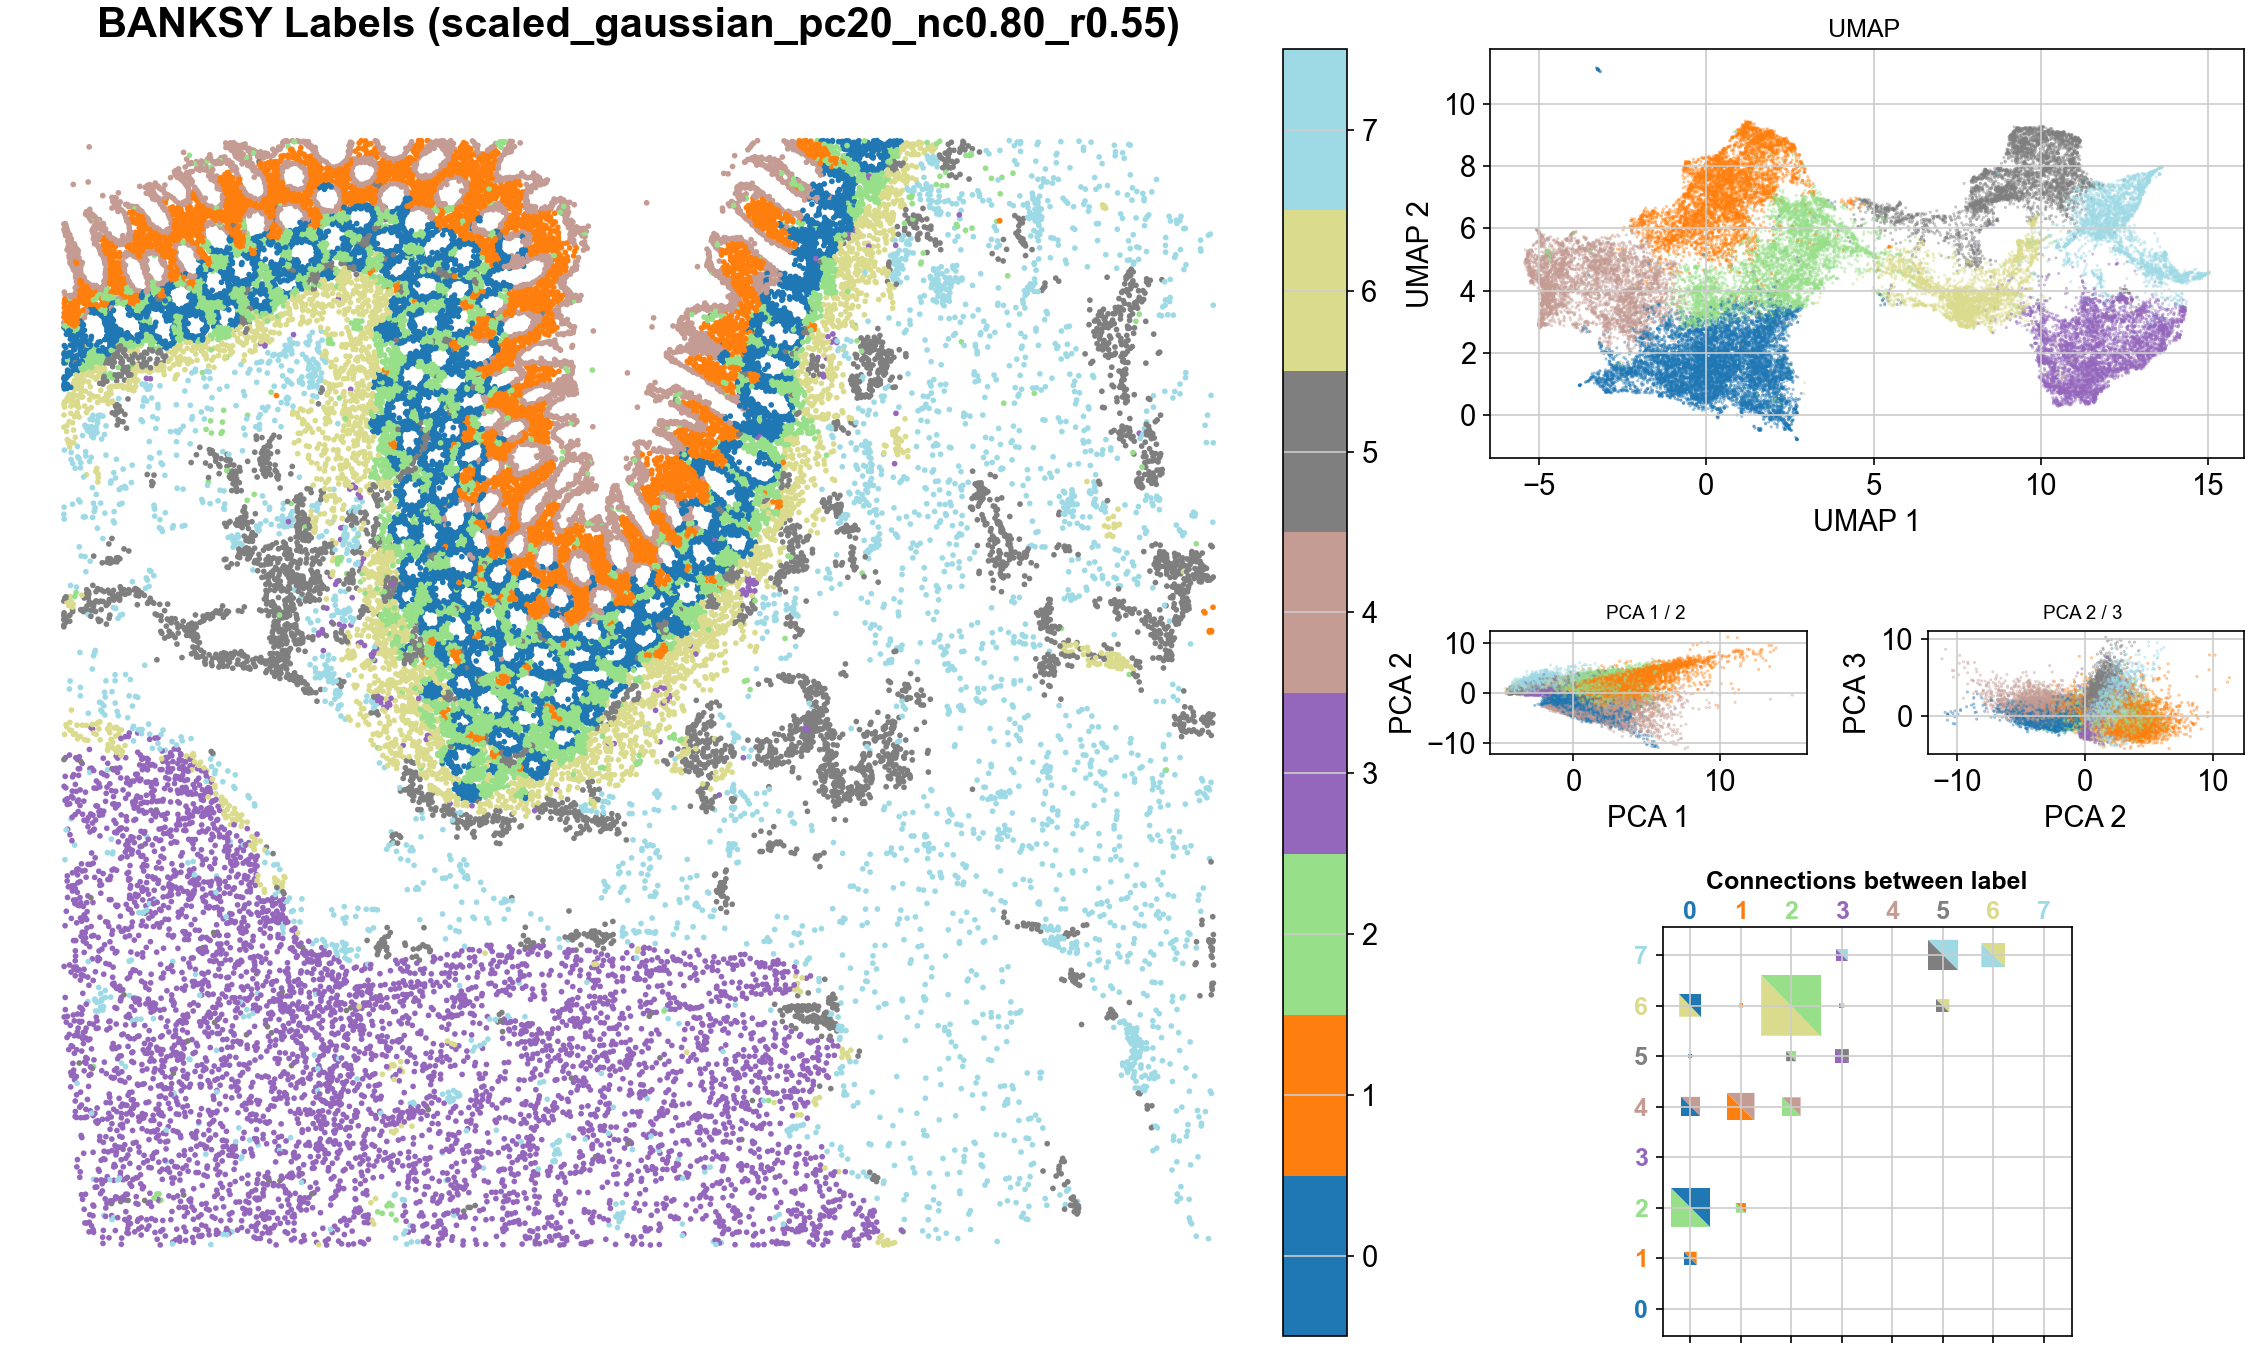 BANKSY Labels (scaled_gaussian_pc20_nc0.80_r0.55)
7
6
5
4
3
2
1
0
UMAP
UMAP 2
10
8
6
4
2
0
−5 0 5 10 15
UMAP 1
PCA 1 / 2
PCA 2
10
0
−10
0 10
PCA 1
PCA 2 / 3
PCA 3
10
0
−10 0 10
PCA 2
Connections between label
0 1 2 3 4 5 6 7
7
6
5
4
3
2
1
0